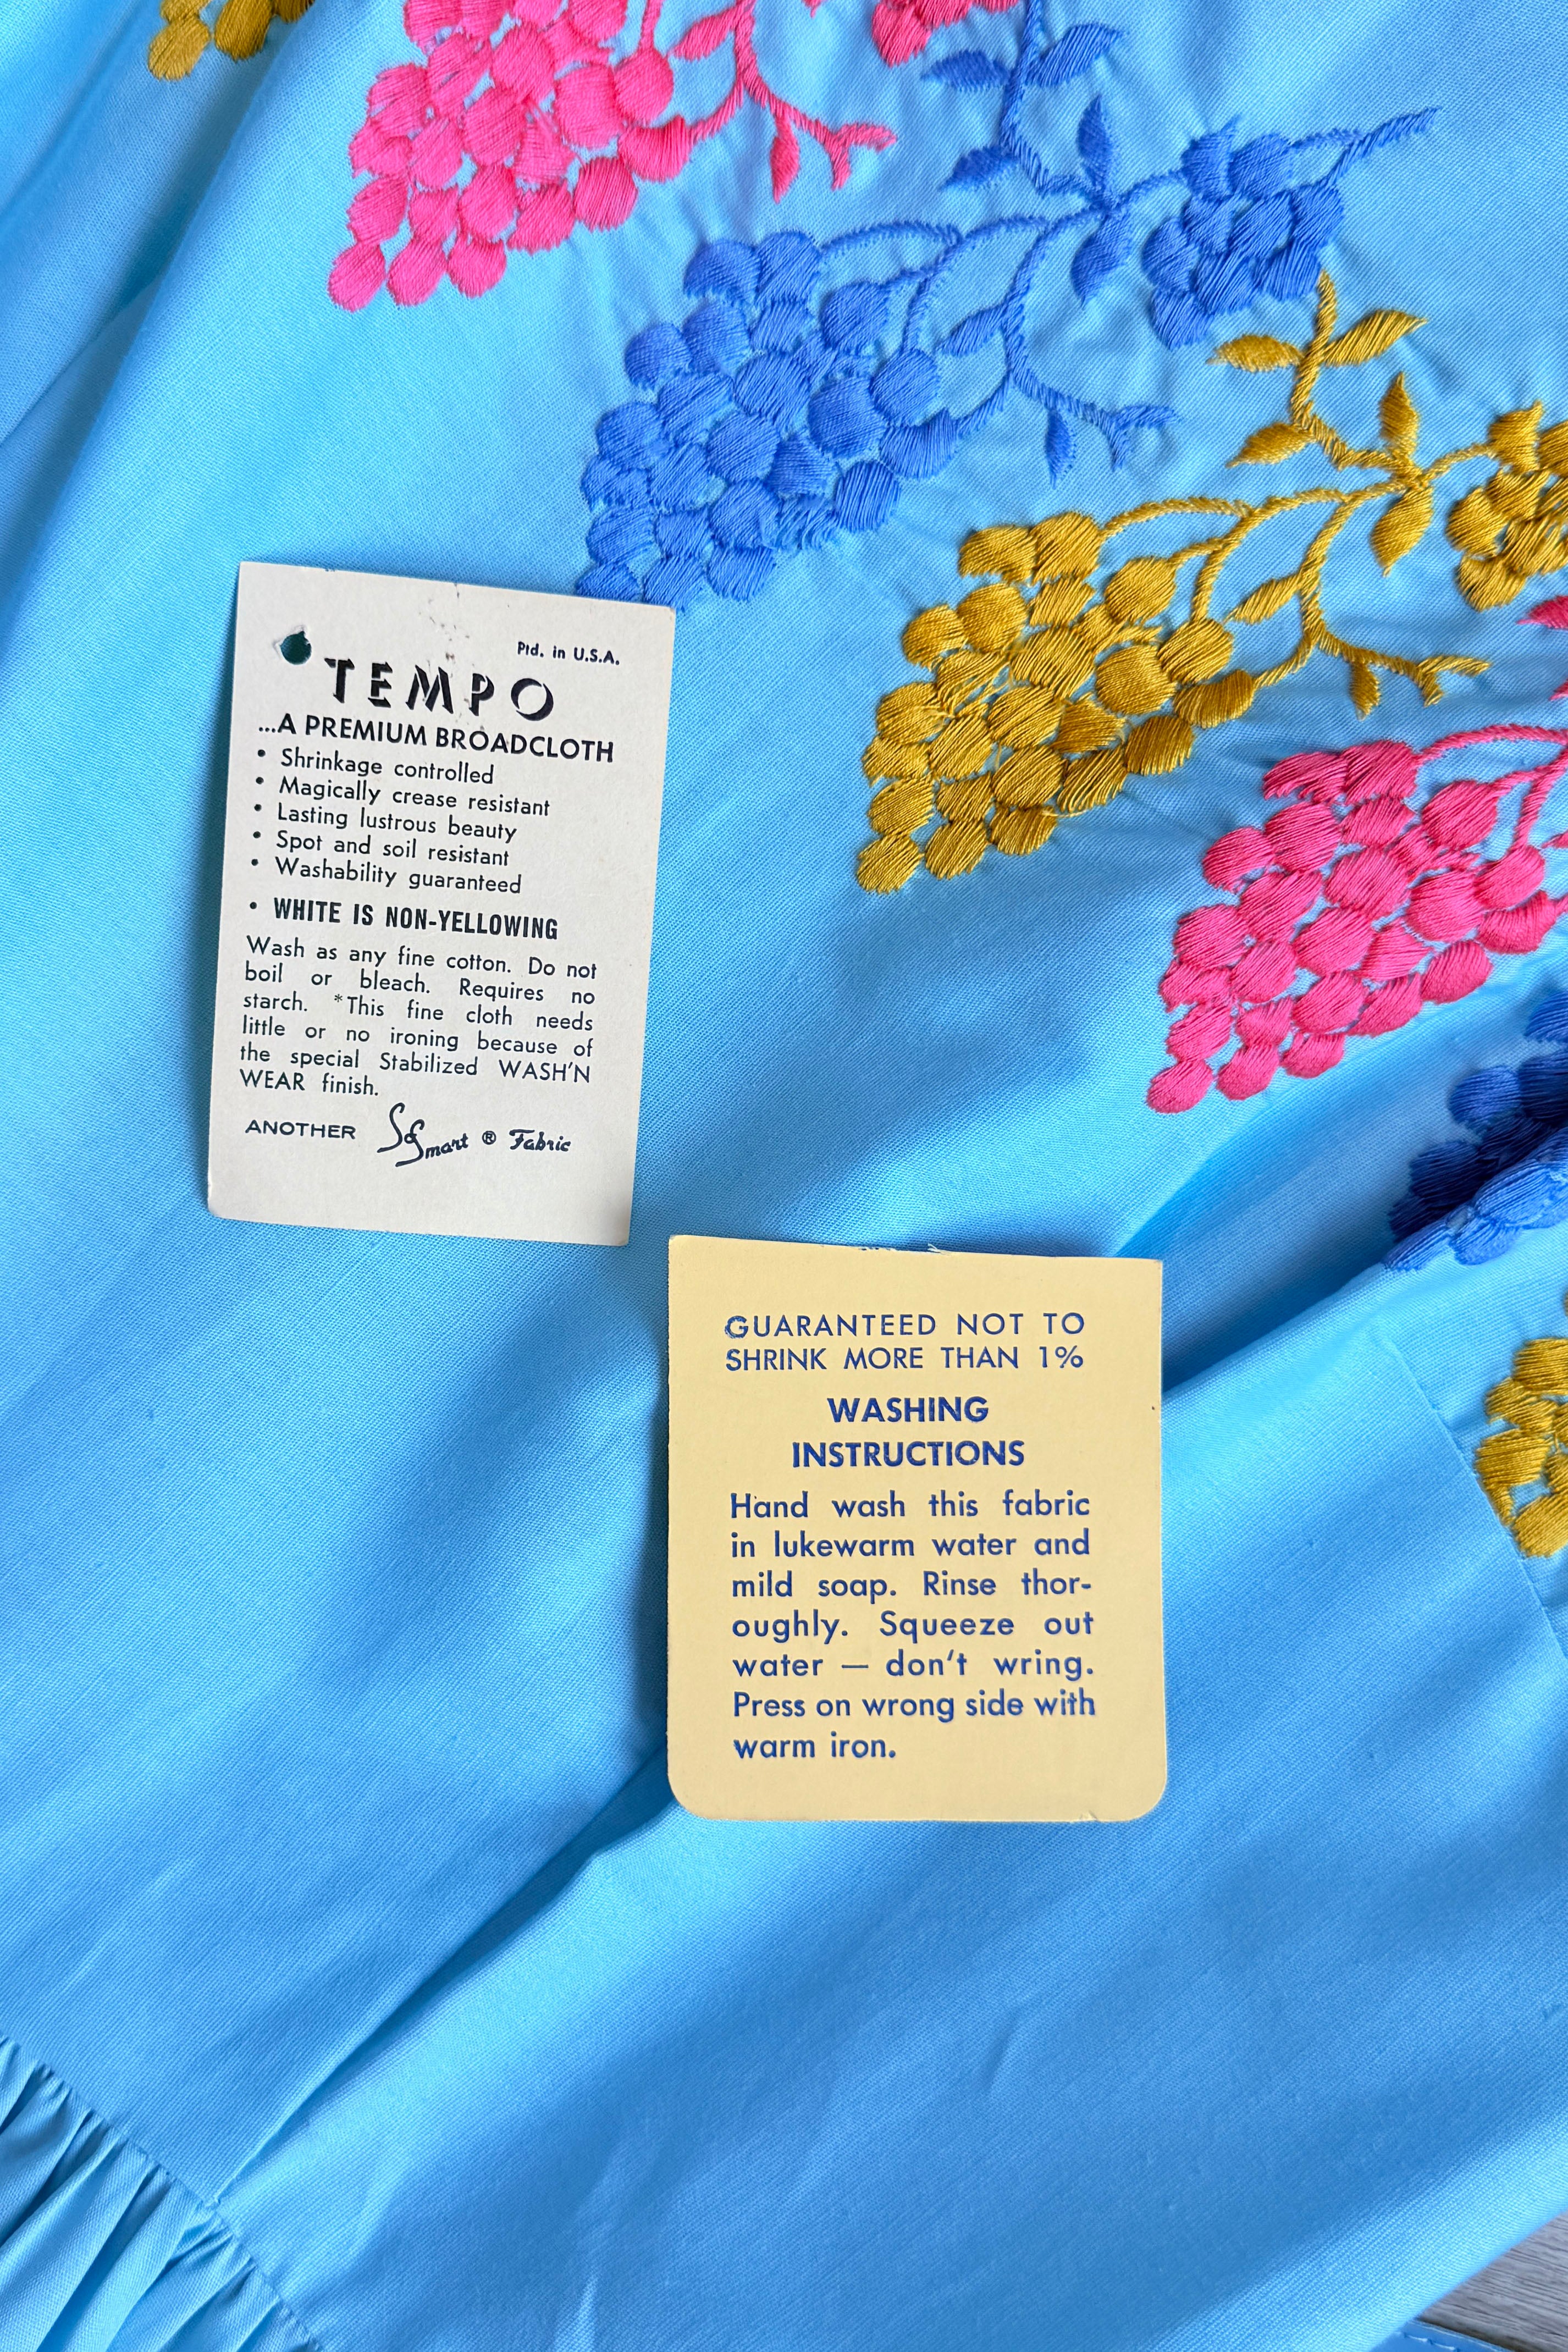 Ptd. in U.S.A.
TEMPO
...A PREMIUM BROADCLOTH
• Shrinkage controlled
• Magically crease resistant
• Lasting lustrous beauty
• Spot and soil resistant
• Washability guaranteed
• WHITE IS NON-YELLOWING
Wash as any fine cotton. Do not
boil or bleach. Requires no
starch. *This fine cloth needs
little or no ironing because of
the special Stabilized WASH'N
WEAR finish.
ANOTHER So Smart ® Fabric
GUARANTEED NOT TO
SHRINK MORE THAN 1%
WASHING
INSTRUCTIONS
Hand wash this fabric
in lukewarm water and
mild soap. Rinse thor-
oughly. Squeeze out
water — don't wring.
Press on wrong side with
warm iron.